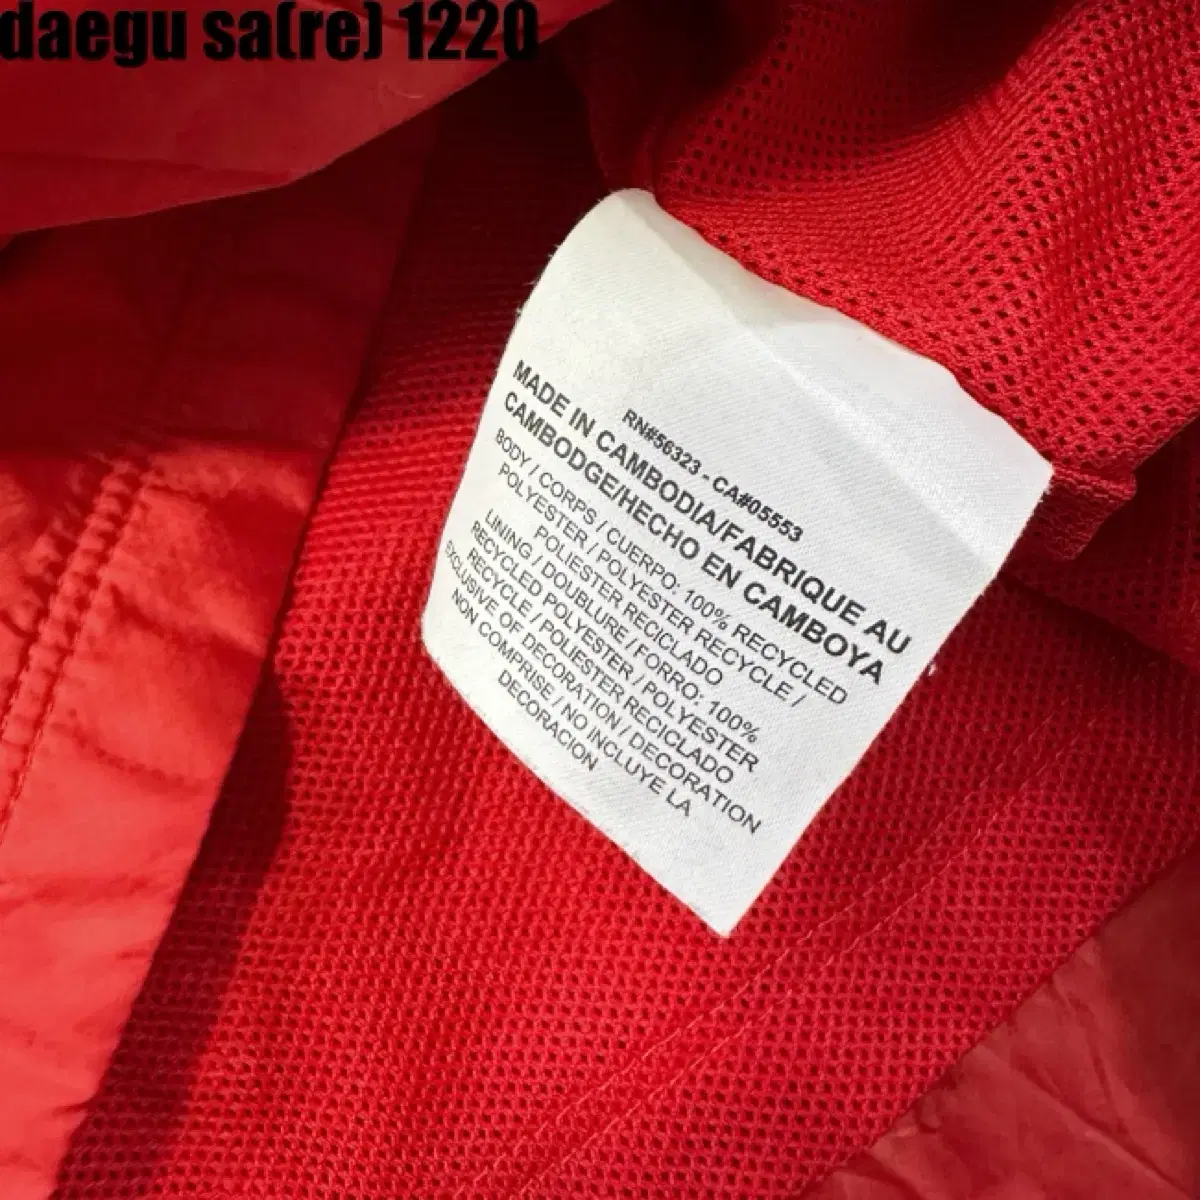 daegu sa(re) 1220
RN#56323 - CA#05553
MADE IN CAMBODIA/FABRIQUE AU
CAMBODGE/HECHO EN CAMBOYA
BODY / CORPS / CUERPO: 100% RECYCLED
POLYESTER / POLYESTER RECYCLE /
POLIESTER RECICLADO
LINING / DOUBLURE / FORRO: 100%
RECYCLED POLYESTER / POLYESTER
RECYCLE / POLIESTER RECICLADO
EXCLUSIVE OF DECORATION / DECORATION
NON COMPRISE / NO INCLUYE LA
DECORACION